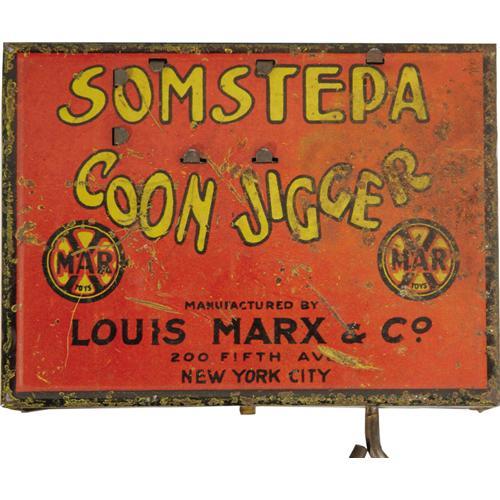 SOMSTEPA
COON JIGGER
MAR
TOYS
MAR
TOYS
MANUFACTURED BY
LOUIS MARX & CO
200 FIFTH AV.
NEW YORK CITY